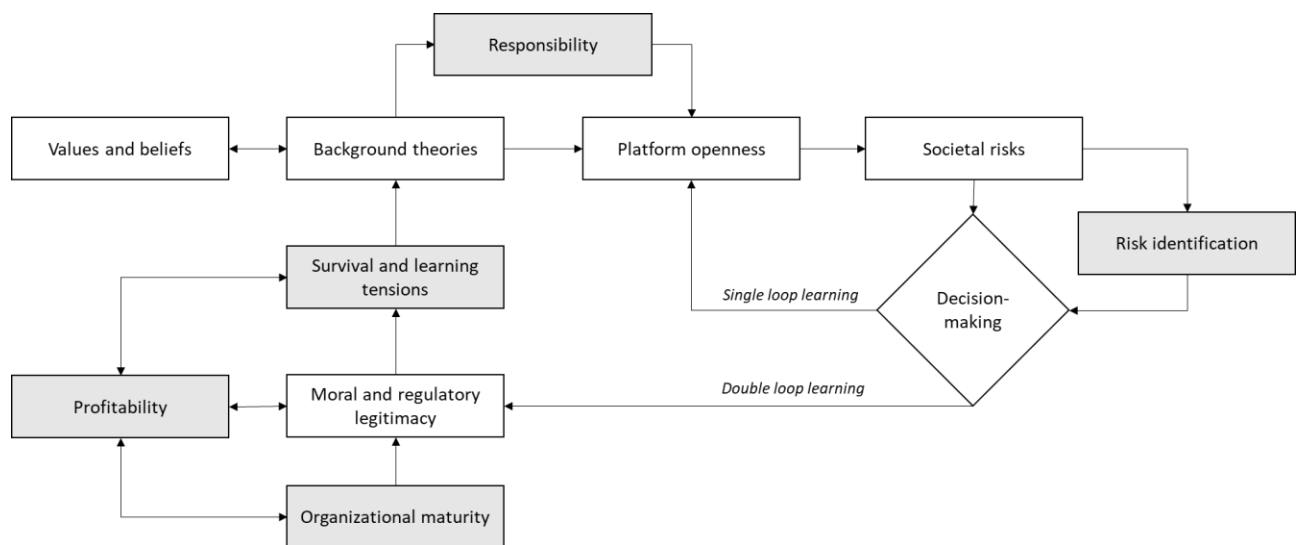 Responsibility
Values and beliefs
Background theories
Platform openness
Societal risks
Survival and learning
tensions
Risk identification
Single loop learning
Decision-
making
Profitability
Moral and regulatory
legitimacy
Double loop learning
Organizational maturity